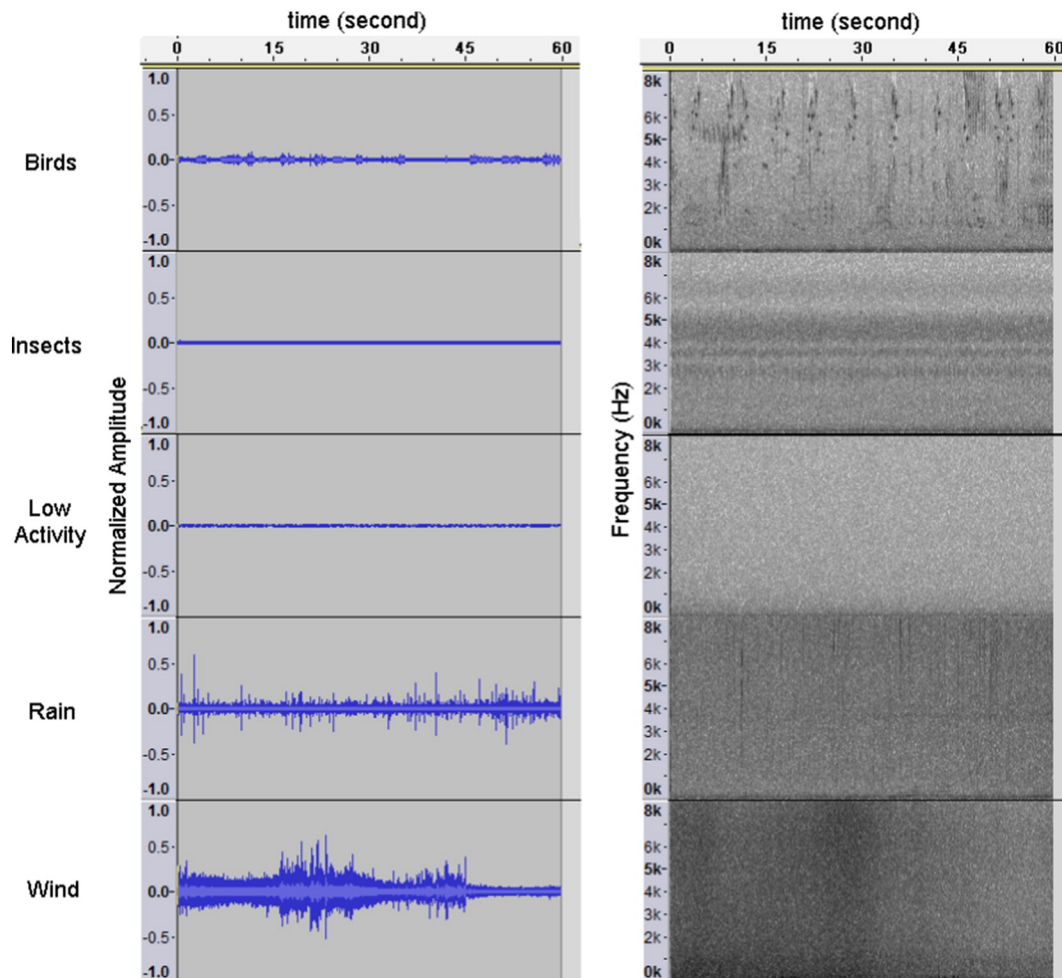 time (second)
time (second)
0 15 30 45 60
0 15 30 45 60
Birds
1.0
0.5
0.0
-0.5
-1.0
8k
6k
5k
4k
3k
2k
0k
Insects
1.0
0.5
0.0
-0.5
-1.0
8k
6k
5k
4k
3k
2k
0k
Normalized Amplitude
Frequency (Hz)
Low
Activity
1.0
0.5
0.0
-0.5
-1.0
8k
6k
5k
4k
3k
2k
0k
Rain
1.0
0.5
0.0
-0.5
-1.0
8k
6k
5k
4k
3k
2k
0k
Wind
1.0
0.5
0.0
-0.5
-1.0
8k
6k
5k
4k
3k
2k
0k